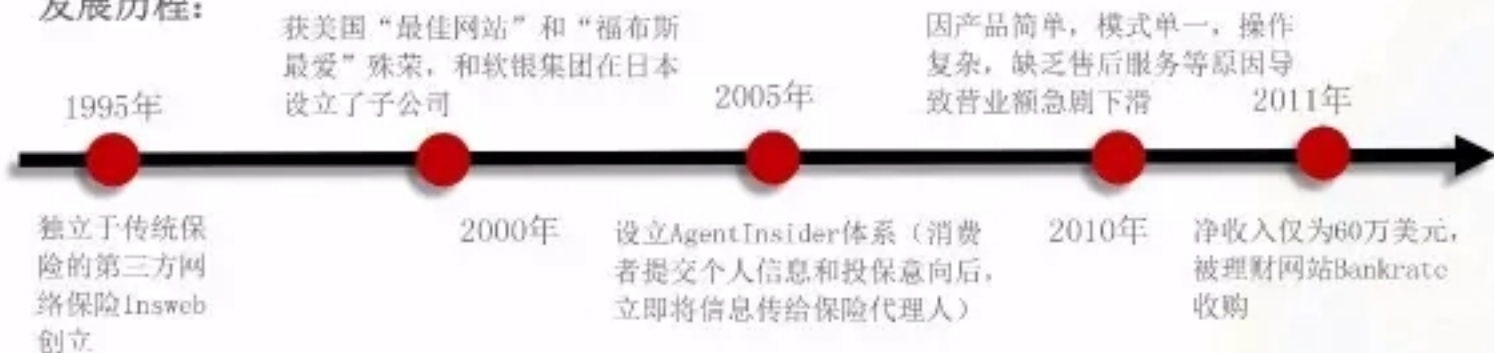 发展历程：
1995年
独立于传统保
险的第三方网
络保险Insweb
创立
获美国“最佳网站”和“福布斯
最爱”殊荣，和软银集团在日本
设立了子公司
2000年
2005年
设立AgentInsider体系（消费
者提交个人信息和投保意向后，
立即将信息传给保险代理人）
因产品简单，模式单一，操作
复杂，缺乏售后服务等原因导
致营业额急剧下滑
2010年
2011年
净收入仅为60万美元，
被理财网站Bankrate
收购